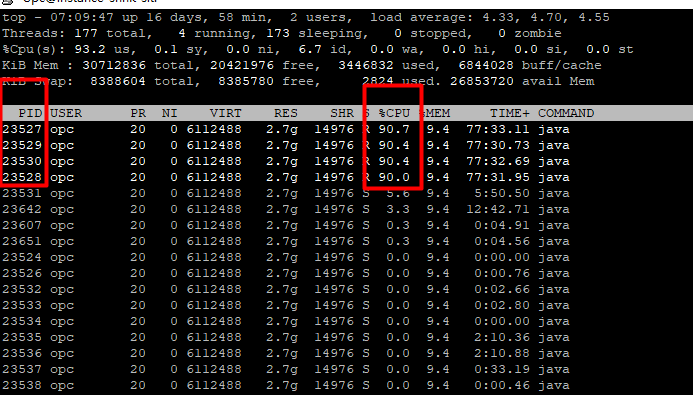 top - 07:09:47 up 16 days, 58 min, 2 users, load average: 4.33, 4.70, 4.55
Threads: 177 total, 4 running, 173 sleeping, 0 stopped, 0 zombie
%Cpu(s): 93.2 us, 0.1 sy, 0.0 ni, 6.7 id, 0.0 wa, 0.0 hi, 0.0 si, 0.0 st
KiB Mem : 30712836 total, 20421976 free, 3446832 used, 6844028 buff/cache
KiB Swap: 8388604 total, 8385780 free, 2824 used. 26853720 avail Mem
PID USER PR NI VIRT RES SHR S %CPU %MEM TIME+ COMMAND
23527 opc 20 0 6112488 2.7g 14976 R 90.7 9.4 77:33.11 java
23529 opc 20 0 6112488 2.7g 14976 R 90.4 9.4 77:30.73 java
23530 opc 20 0 6112488 2.7g 14976 R 90.4 9.4 77:32.69 java
23528 opc 20 0 6112488 2.7g 14976 R 90.0 9.4 77:31.95 java
23531 opc 20 0 6112488 2.7g 14976 S 5.6 9.4 5:50.50 java
23642 opc 20 0 6112488 2.7g 14976 S 3.3 9.4 12:42.71 java
23607 opc 20 0 6112488 2.7g 14976 S 0.3 9.4 0:04.91 java
23651 opc 20 0 6112488 2.7g 14976 S 0.3 9.4 0:04.56 java
23524 opc 20 0 6112488 2.7g 14976 S 0.0 9.4 0:00.00 java
23526 opc 20 0 6112488 2.7g 14976 S 0.0 9.4 0:00.76 java
23532 opc 20 0 6112488 2.7g 14976 S 0.0 9.4 0:02.66 java
23533 opc 20 0 6112488 2.7g 14976 S 0.0 9.4 0:02.80 java
23534 opc 20 0 6112488 2.7g 14976 S 0.0 9.4 0:00.00 java
23535 opc 20 0 6112488 2.7g 14976 S 0.0 9.4 2:10.36 java
23536 opc 20 0 6112488 2.7g 14976 S 0.0 9.4 2:10.88 java
23537 opc 20 0 6112488 2.7g 14976 S 0.0 9.4 0:33.19 java
23538 opc 20 0 6112488 2.7g 14976 S 0.0 9.4 0:00.46 java